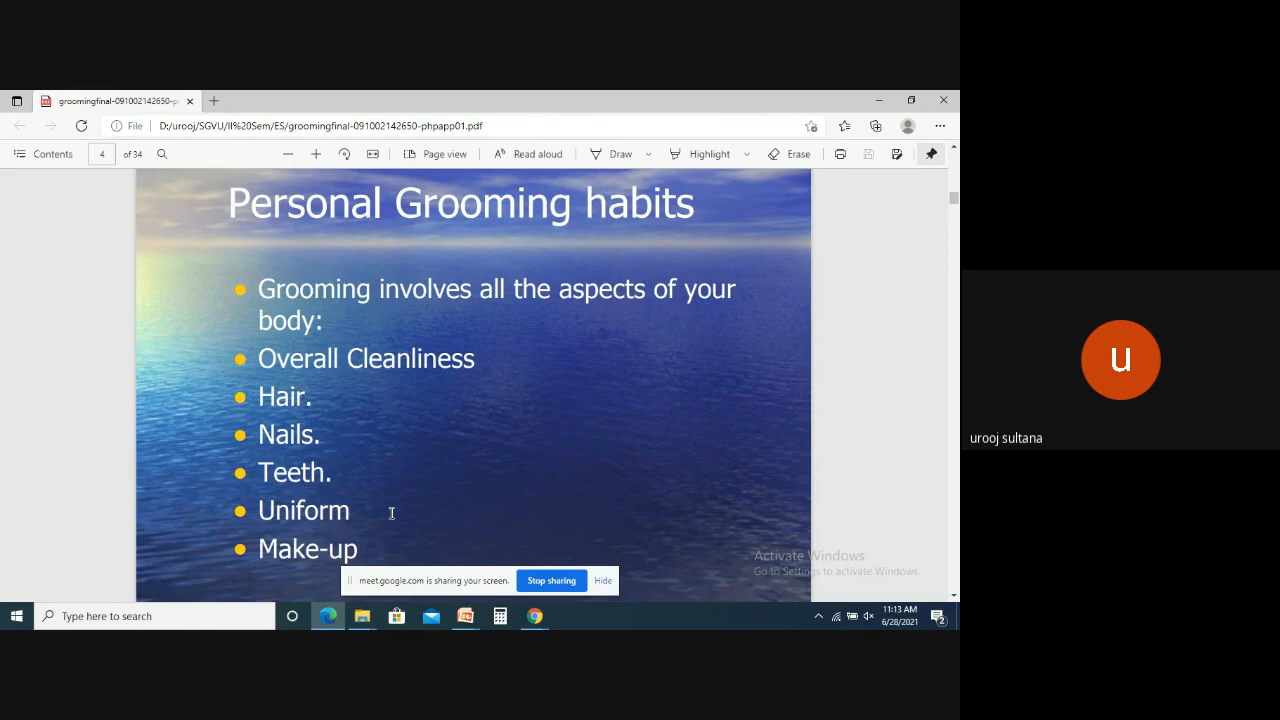 groomingfinal-091002142650-p
File
D:/urooj/SGVU/II%20Sem/ES/groomingfinal-091002142650-phpapp01.pdf
Contents
4
of 34
Page view
Read aloud
Draw
Highlight
Erase
Personal Grooming habits
Grooming involves all the aspects of your
body:
Overall Cleanliness
Hair.
Nails.
Teeth.
Uniform
Make-up
Activate Windows
Go to Settings to activate Windows.
meet.google.com is sharing your screen.
Stop sharing
Hide
Type here to search
11:13 AM
6/28/2021
2
u
urooj sultana